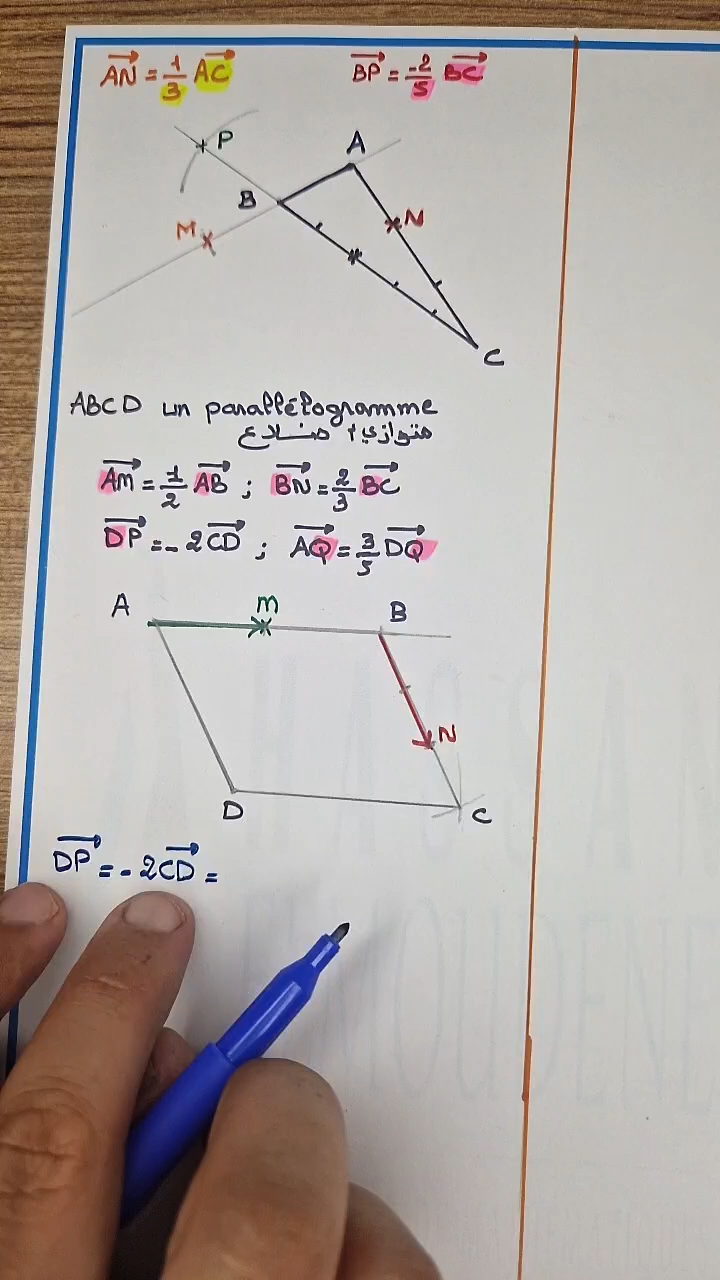 AN = 1/3 AC BP = -2/5 BC
P
A
B
N
M
C
ABCD un parallélogramme
متوازي أضلاع
AM = 1/2 AB ; BN = 2/3 BC
DP = - 2CD ; AQ = 3/5 DQ
A M B
N
D C
DP = - 2CD =